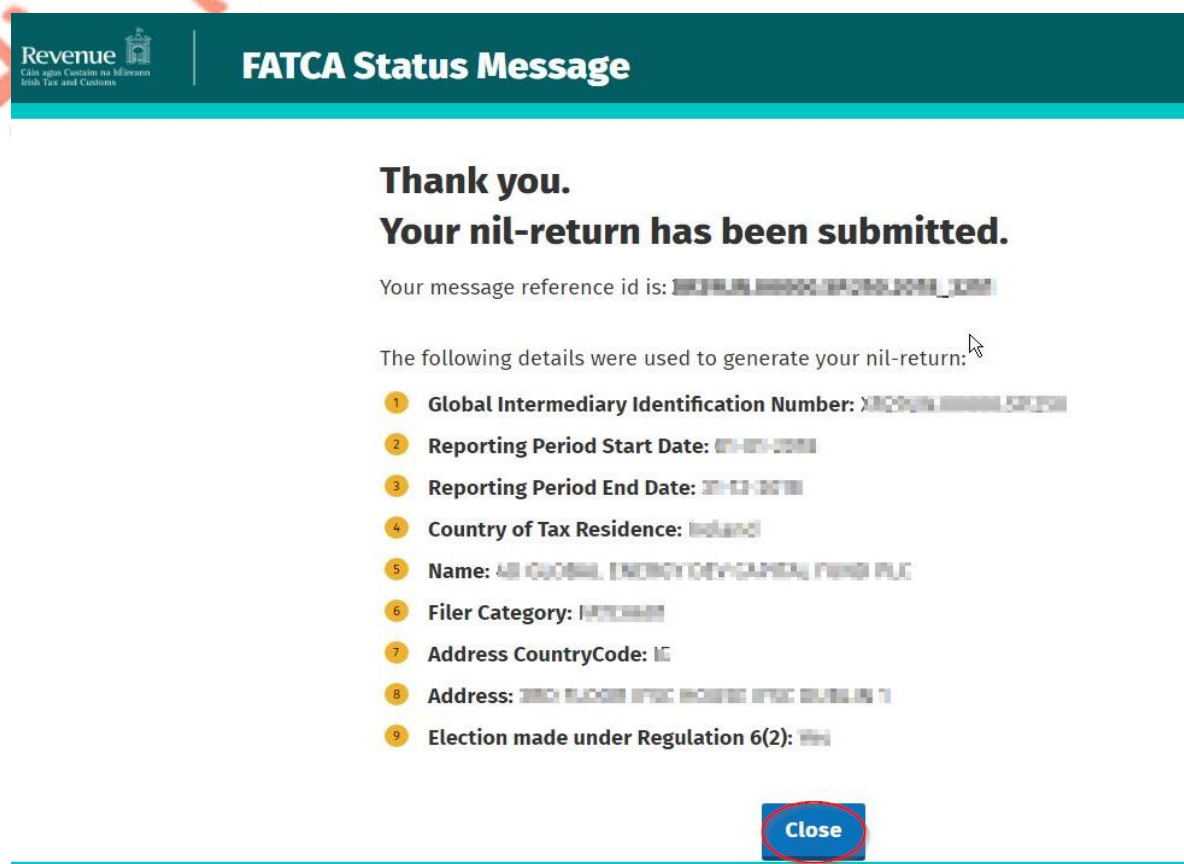 Revenue
Cáin agus Custaim na hÉireann
Irish Tax and Customs
FATCA Status Message
Thank you.
Your nil-return has been submitted.
Your message reference id is:
The following details were used to generate your nil-return:
1 Global Intermediary Identification Number:
2 Reporting Period Start Date:
3 Reporting Period End Date:
4 Country of Tax Residence:
5 Name:
6 Filer Category:
7 Address CountryCode:
8 Address:
9 Election made under Regulation 6(2):
Close